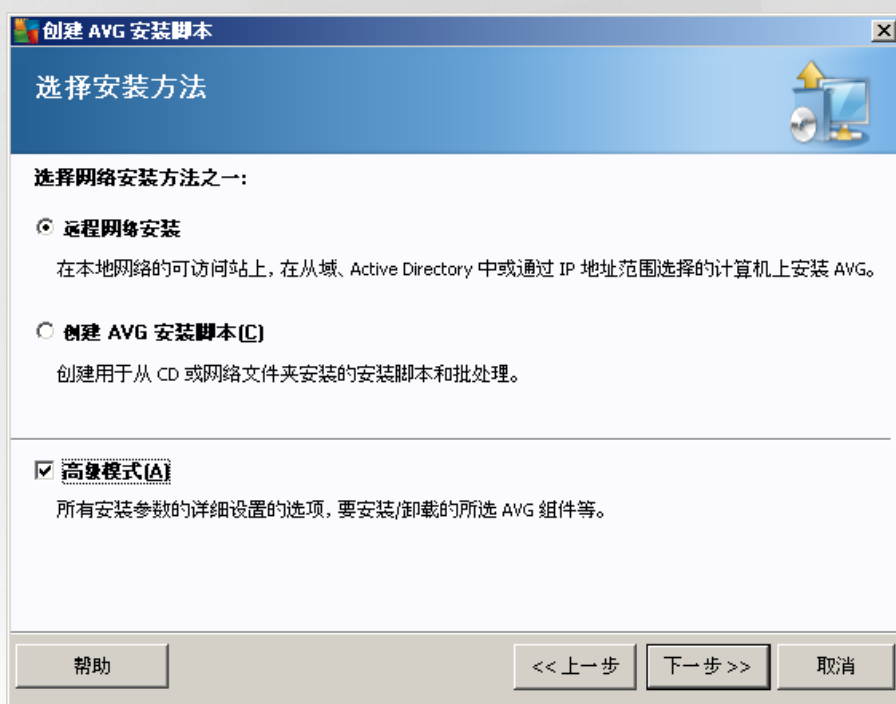 创建 AVG 安装脚本
选择安装方法
选择网络安装方法之一:
远程网络安装
在本地网络的可访问站上, 在从域、Active Directory 中或通过 IP 地址范围选择的计算机上安装 AVG。
创建 AVG 安装脚本(C)
创建用于从 CD 或网络文件夹安装的安装脚本和批处理。
高级模式(A)
所有安装参数的详细设置的选项, 要安装/卸载的所选 AVG 组件等。
帮助
<< 上一步
下一步 >>
取消